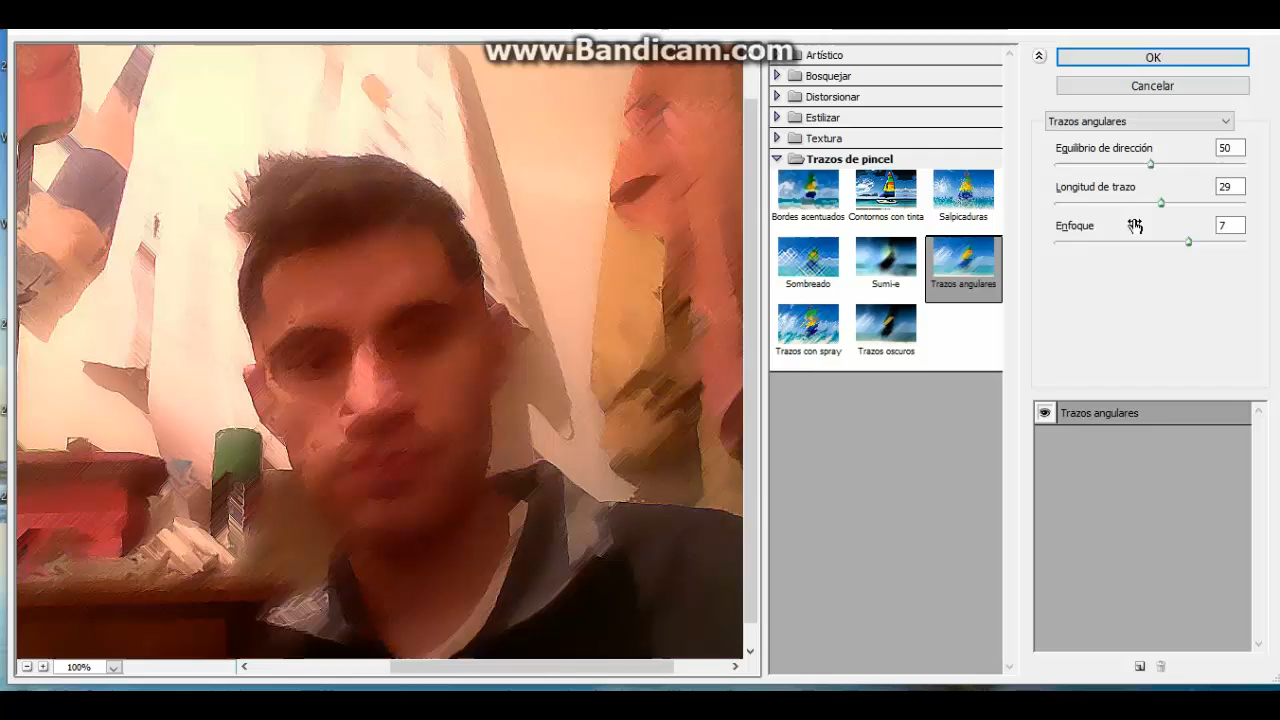 www.Bandicam.com
Artístico
Bosquejar
Distorsionar
Estilizar
Textura
Trazos de pincel
Bordes acentuados
Contornos con tinta
Salpicaduras
Sombreado
Sumi-e
Trazos angulares
Trazos con spray
Trazos oscuros
OK
Cancelar
Trazos angulares
Equilibrio de dirección 50
Longitud de trazo 29
Enfoque 7
Trazos angulares
100%